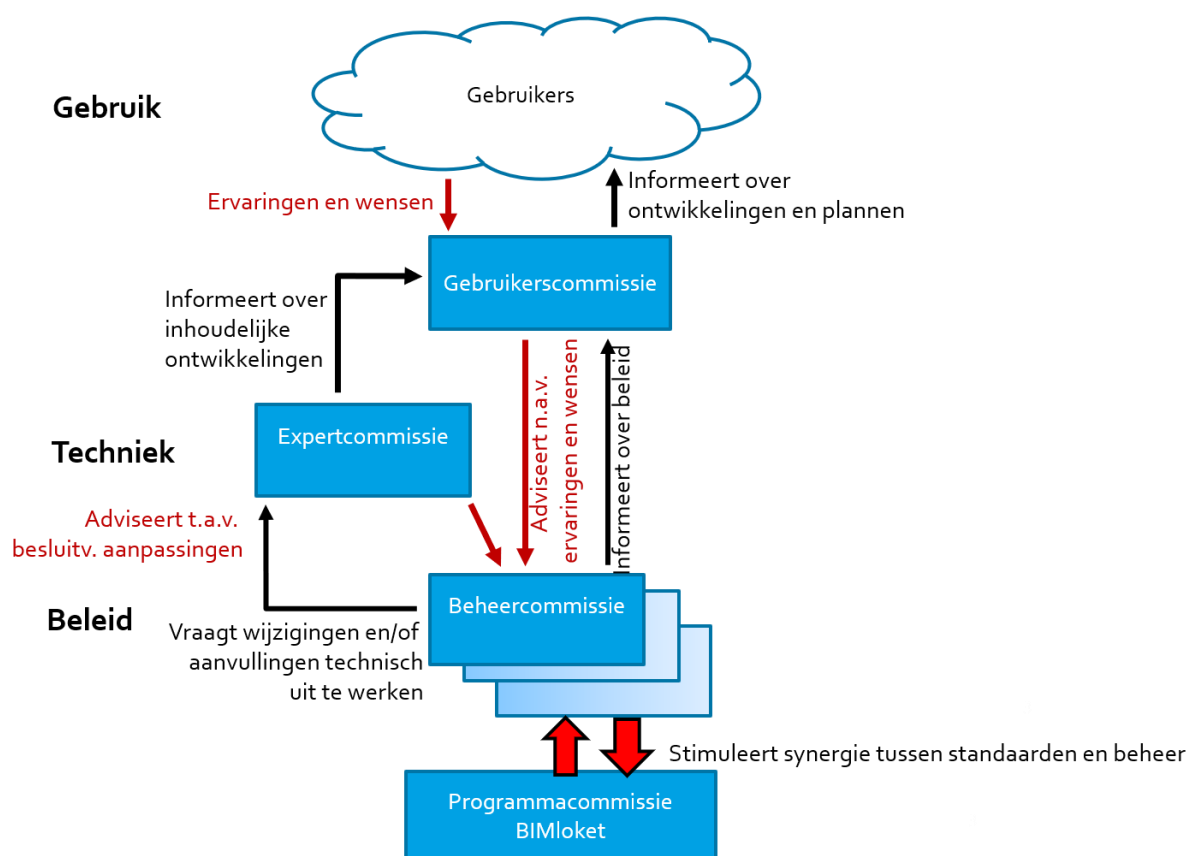 Gebruikers
Gebruik
Ervaringen en wensen
Informeert over
ontwikkelingen en plannen
Gebruikerscommissie
Informeert over
inhoudelijke
ontwikkelingen
Adviseert n.a.v.
ervaringen en wensen
Informeert over beleid
Expertcommissie
Techniek
Adviseert t.a.v.
besluitv. aanpassingen
Beheercommissie
Beleid
Vraagt wijzigingen en/of
aanvullingen technisch
uit te werken
Stimuleert synergie tussen standaarden en beheer
Programmacommissie
BIMloket